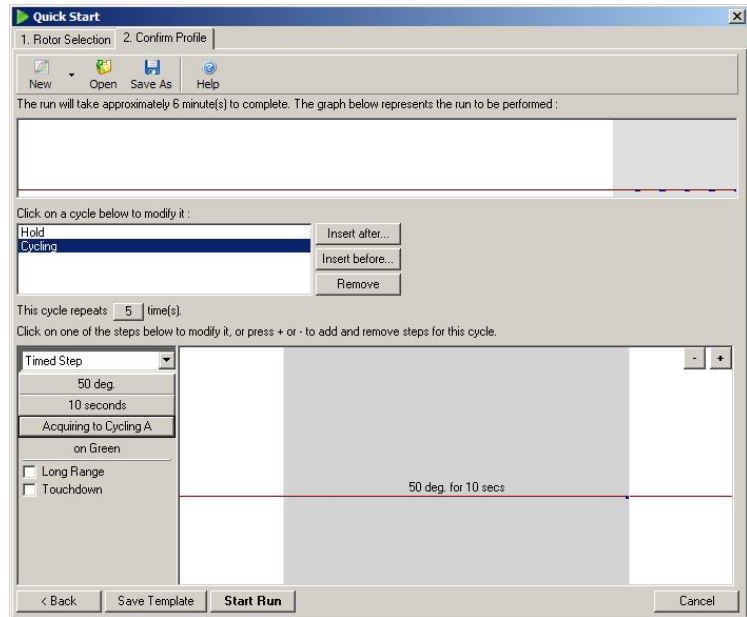 Quick Start
1. Rotor Selection 2. Confirm Profile
New Open Save As Help
The run will take approximately 6 minute(s) to complete. The graph below represents the run to be performed :
Click on a cycle below to modify it :
Hold
Cycling
Insert after...
Insert before...
Remove
This cycle repeats 5 time(s).
Click on one of the steps below to modify it, or press + or - to add and remove steps for this cycle.
Timed Step
- +
50 deg.
10 seconds
Acquiring to Cycling A
on Green
Long Range
Touchdown
50 deg. for 10 secs
< Back Save Template Start Run Cancel